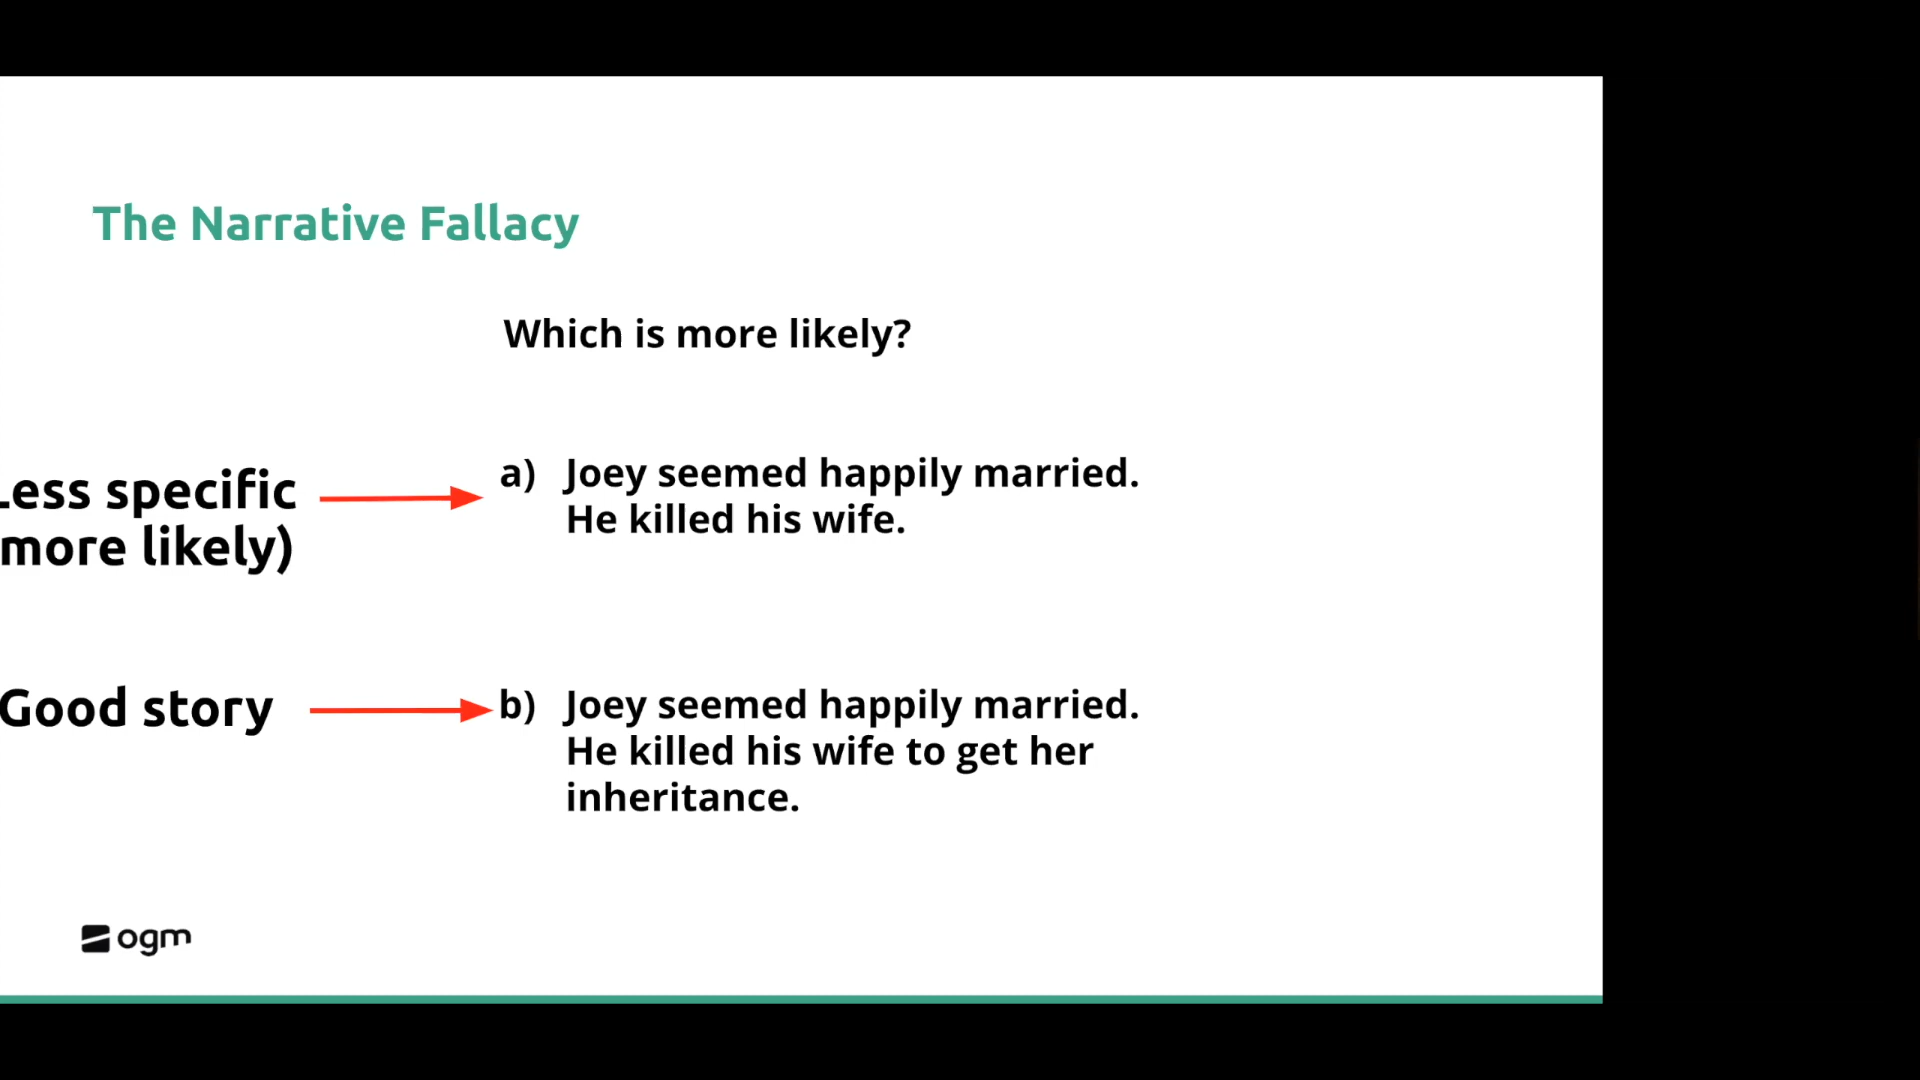 The Narrative Fallacy
Which is more likely?
Less specific
more likely)
a) Joey seemed happily married.
He killed his wife.
Good story
b) Joey seemed happily married.
He killed his wife to get her
inheritance.
ogm